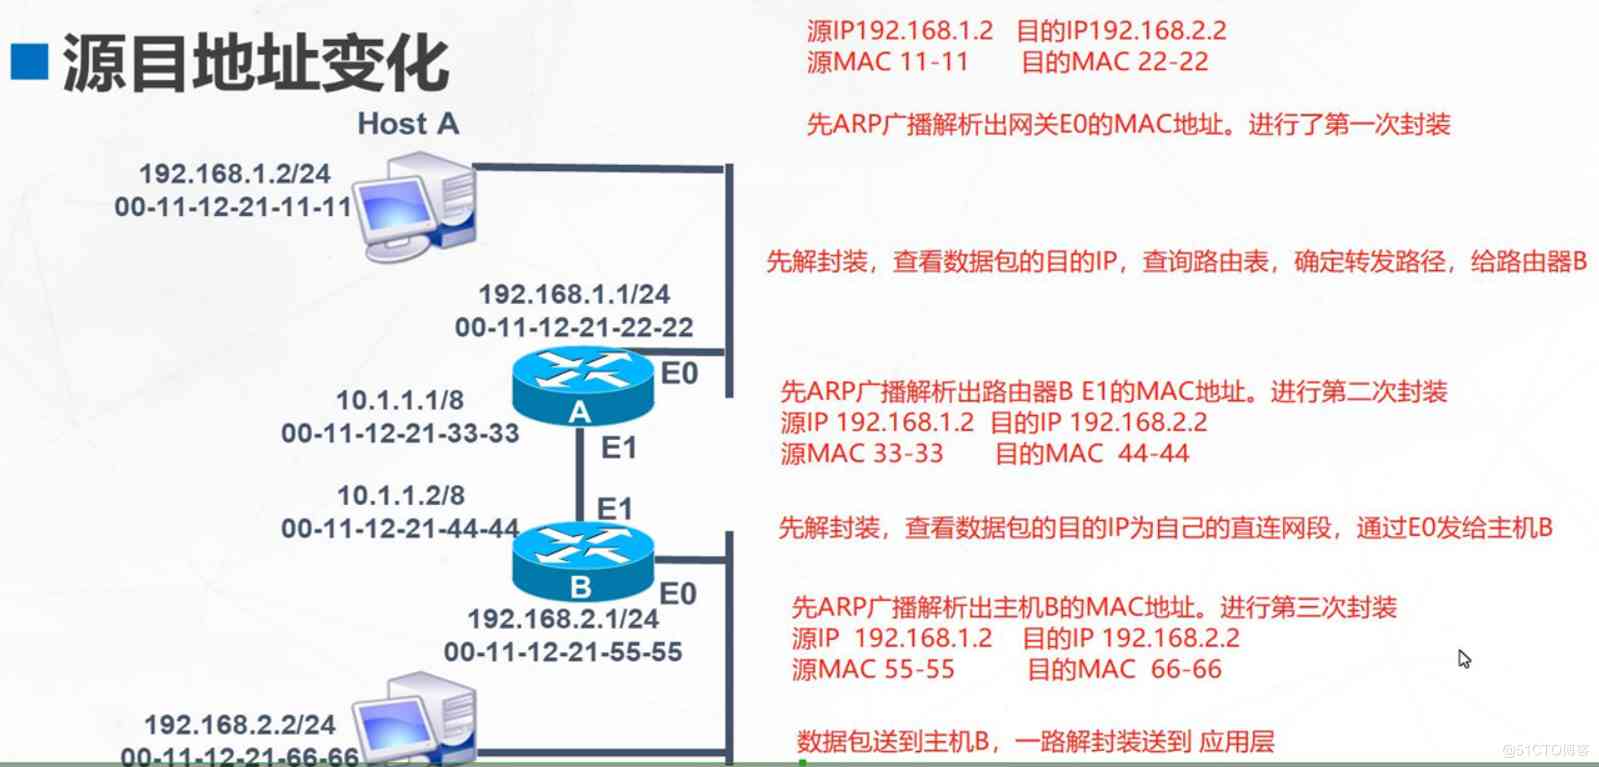 源目地址变化
源IP192.168.1.2 目的IP192.168.2.2
源MAC 11-11 目的MAC 22-22
Host A
先ARP广播解析出网关E0的MAC地址。进行了第一次封装
192.168.1.2/24
00-11-12-21-11-11
先解封装，查看数据包的目的IP，查询路由表，确定转发路径，给路由器B
192.168.1.1/24
00-11-12-21-22-22
E0
A
10.1.1.1/8
00-11-12-21-33-33
E1
先ARP广播解析出路由器B E1的MAC地址。进行第二次封装
源IP 192.168.1.2 目的IP 192.168.2.2
源MAC 33-33 目的MAC 44-44
10.1.1.2/8
00-11-12-21-44-44
E1
先解封装，查看数据包的目的IP为自己的直连网段，通过E0发给主机B
B
E0
192.168.2.1/24
00-11-12-21-55-55
先ARP广播解析出主机B的MAC地址。进行第三次封装
源IP 192.168.1.2 目的IP 192.168.2.2
源MAC 55-55 目的MAC 66-66
192.168.2.2/24
00-11-12-21-66-66
数据包送到主机B，一路解封装送到 应用层
@51CTO博客